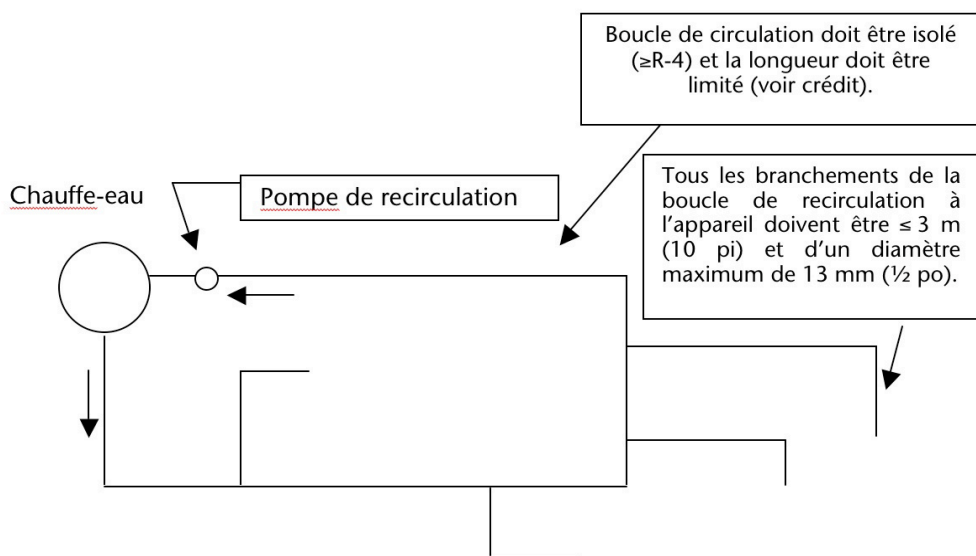 Boucle de circulation doit être isolé
(≥R-4) et la longueur doit être
limité (voir crédit).
Chauffe-eau
Pompe de recirculation
Tous les branchements de la
boucle de recirculation à
l’appareil doivent être ≤ 3 m
(10 pi) et d’un diamètre
maximum de 13 mm (½ po).